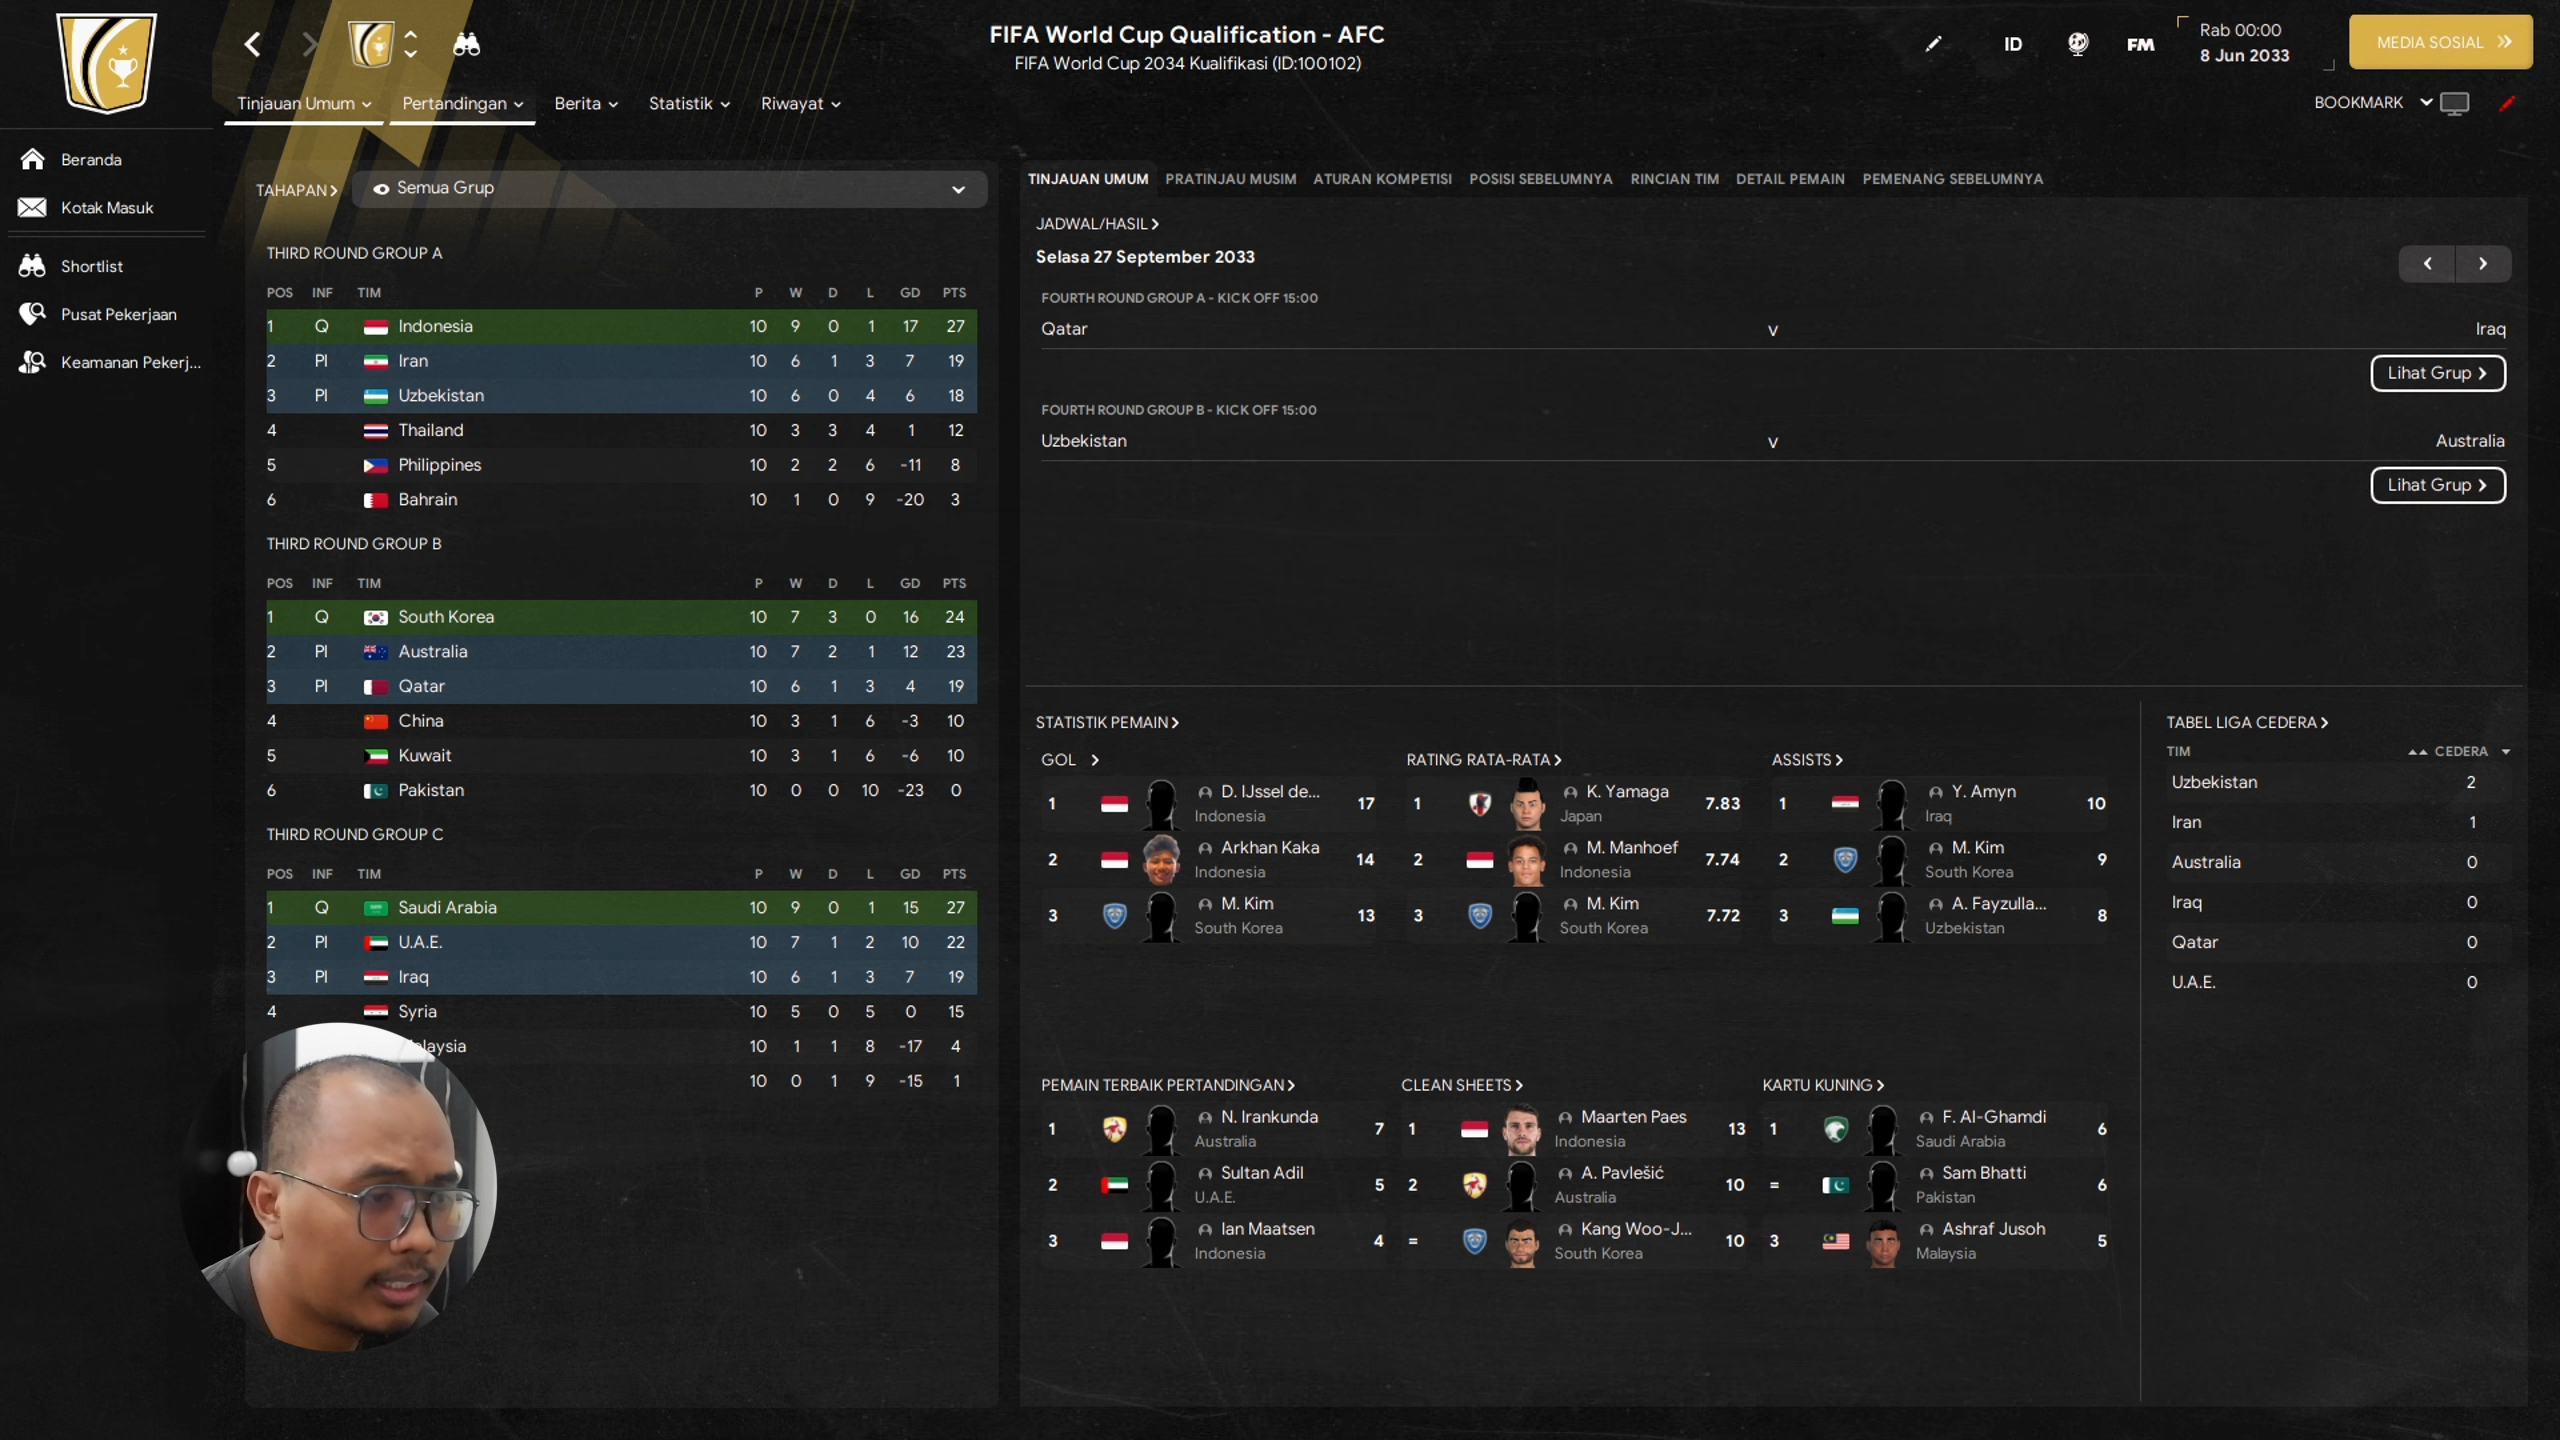 FIFA World Cup Qualification - AFC
FIFA World Cup 2034 Kualifikasi (ID:100102)
ID
FM
Rab 00:00
8 Jun 2033
MEDIA SOSIAL
Tinjauan Umum
Pertandingan
Berita
Statistik
Riwayat
BOOKMARK
Beranda
Kotak Masuk
Shortlist
Pusat Pekerjaan
Keamanan Pekerj...
TAHAPAN
Semua Grup
THIRD ROUND GROUP A
POS INF TIM P W D L GD PTS
1 Q Indonesia 10 9 0 1 17 27
2 Pl Iran 10 6 1 3 7 19
3 Pl Uzbekistan 10 6 0 4 6 18
4 Thailand 10 3 3 4 1 12
5 Philippines 10 2 2 6 -11 8
6 Bahrain 10 1 0 9 -20 3
THIRD ROUND GROUP B
POS INF TIM P W D L GD PTS
1 Q South Korea 10 7 3 0 16 24
2 Pl Australia 10 7 2 1 12 23
3 Pl Qatar 10 6 1 3 4 19
4 China 10 3 1 6 -3 10
5 Kuwait 10 3 1 6 -6 10
6 Pakistan 10 0 0 10 -23 0
THIRD ROUND GROUP C
POS INF TIM P W D L GD PTS
1 Q Saudi Arabia 10 9 0 1 15 27
2 Pl U.A.E. 10 7 1 2 10 22
3 Pl Iraq 10 6 1 3 7 19
4 Syria 10 5 0 5 0 15
laysia 10 1 1 8 -17 4
10 0 1 9 -15 1
TINJAUAN UMUM PRATINJAU MUSIM ATURAN KOMPETISI POSISI SEBELUMNYA RINCIAN TIM DETAIL PEMAIN PEMENANG SEBELUMNYA
JADWAL/HASIL
Selasa 27 September 2033
FOURTH ROUND GROUP A - KICK OFF 15:00
Qatar v Iraq
Lihat Grup
FOURTH ROUND GROUP B - KICK OFF 15:00
Uzbekistan v Australia
Lihat Grup
STATISTIK PEMAIN
GOL
1 D. IJssel de... 17
Indonesia
2 Arkhan Kaka 14
Indonesia
3 M. Kim 13
South Korea
RATING RATA-RATA
1 K. Yamaga 7.83
Japan
2 M. Manhoef 7.74
Indonesia
3 M. Kim 7.72
South Korea
ASSISTS
1 Y. Amyn 10
Iraq
2 M. Kim 9
South Korea
3 A. Fayzulla... 8
Uzbekistan
PEMAIN TERBAIK PERTANDINGAN
1 N. Irankunda 7
Australia
2 Sultan Adil 5
U.A.E.
3 Ian Maatsen 4
Indonesia
CLEAN SHEETS
1 Maarten Paes 13
Indonesia
2 A. Pavlešić 10
Australia
= Kang Woo-J... 10
South Korea
KARTU KUNING
1 F. Al-Ghamdi 6
Saudi Arabia
= Sam Bhatti 6
Pakistan
3 Ashraf Jusoh 5
Malaysia
TABEL LIGA CEDERA
TIM CEDERA
Uzbekistan 2
Iran 1
Australia 0
Iraq 0
Qatar 0
U.A.E. 0